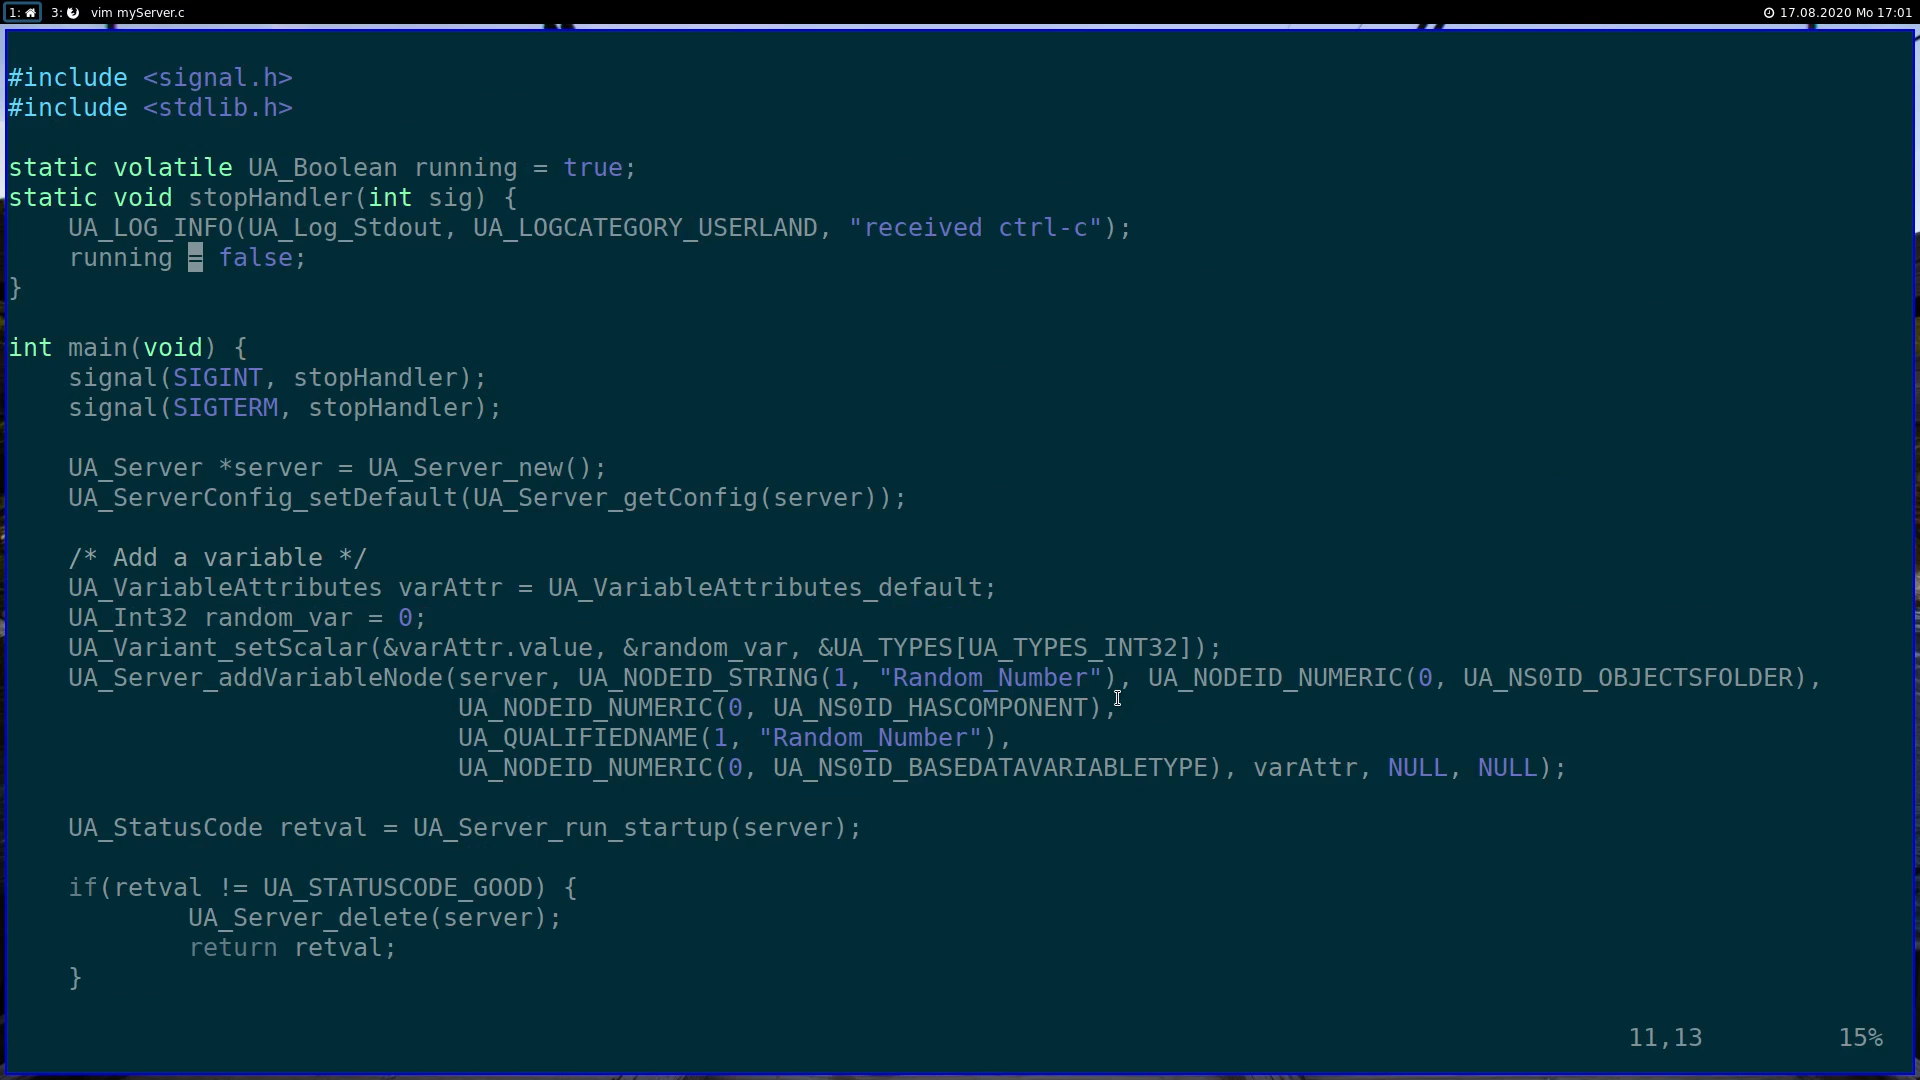 1: 3: vim myServer.c 17.08.2020 Mo 17:01
#include <signal.h>
#include <stdlib.h>
static volatile UA_Boolean running = true;
static void stopHandler(int sig) {
    UA_LOG_INFO(UA_Log_Stdout, UA_LOGCATEGORY_USERLAND, "received ctrl-c");
    running = false;
}
int main(void) {
    signal(SIGINT, stopHandler);
    signal(SIGTERM, stopHandler);
    UA_Server *server = UA_Server_new();
    UA_ServerConfig_setDefault(UA_Server_getConfig(server));
    /* Add a variable */
    UA_VariableAttributes varAttr = UA_VariableAttributes_default;
    UA_Int32 random_var = 0;
    UA_Variant_setScalar(&varAttr.value, &random_var, &UA_TYPES[UA_TYPES_INT32]);
    UA_Server_addVariableNode(server, UA_NODEID_STRING(1, "Random_Number"), UA_NODEID_NUMERIC(0, UA_NS0ID_OBJECTSFOLDER),
                              UA_NODEID_NUMERIC(0, UA_NS0ID_HASCOMPONENT),
                              UA_QUALIFIEDNAME(1, "Random_Number"),
                              UA_NODEID_NUMERIC(0, UA_NS0ID_BASEDATAVARIABLETYPE), varAttr, NULL, NULL);
    UA_StatusCode retval = UA_Server_run_startup(server);
    if(retval != UA_STATUSCODE_GOOD) {
            UA_Server_delete(server);
            return retval;
    }
11,13 15%